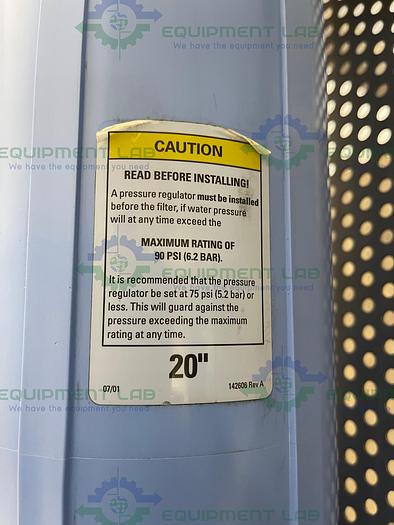 EQUIPMENT LAB
We have the equipment you need
CAUTION
READ BEFORE INSTALLING!
A pressure regulator must be installed
before the filter, if water pressure
will at any time exceed the
MAXIMUM RATING OF
90 PSI (6.2 BAR).
It is recommended that the pressure
regulator be set at 75 psi (5.2 bar) or
less. This will guard against the
pressure exceeding the maximum
rating at any time.
20"
07/01
142606 Rev A